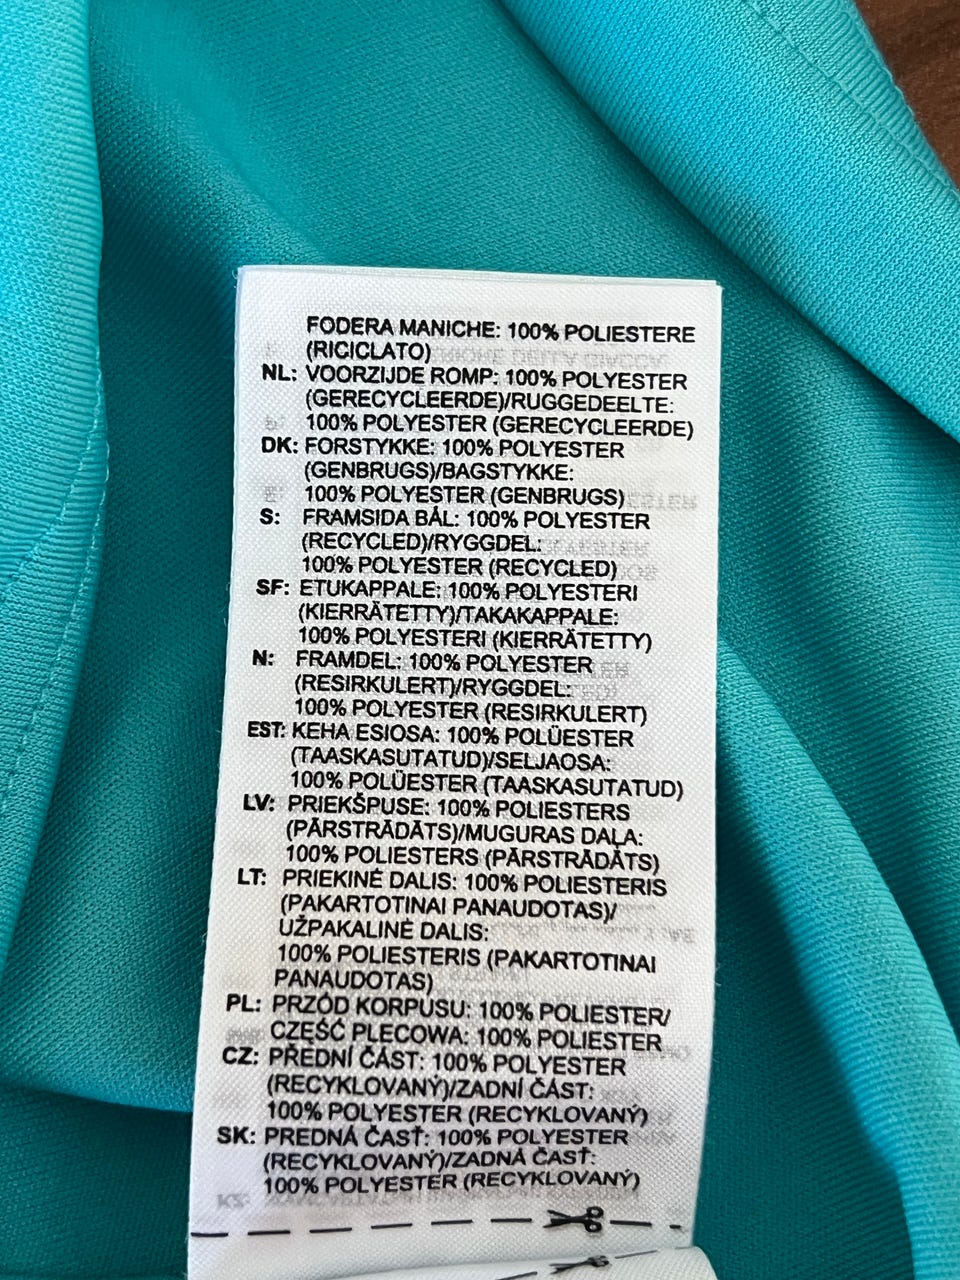 FODERA MANICHE: 100% POLIESTERE
(RICICLATO)
NL: VOORZIJDE ROMP: 100% POLYESTER
(GERECYCLEERDE)/RUGGEDEELTE:
100% POLYESTER (GERECYCLEERDE)
DK: FORSTYKKE: 100% POLYESTER
(GENBRUGS)/BAGSTYKKE:
100% POLYESTER (GENBRUGS)
S: FRAMSIDA BÅL: 100% POLYESTER
(RECYCLED)/RYGGDEL:
100% POLYESTER (RECYCLED)
SF: ETUKAPPALE: 100% POLYESTERI
(KIERRÄTETTY)/TAKAKAPPALE:
100% POLYESTERI (KIERRÄTETTY)
N: FRAMDEL: 100% POLYESTER
(RESIRKULERT)/RYGGDEL:
100% POLYESTER (RESIRKULERT)
EST: KEHA ESIOSA: 100% POLÜESTER
(TAASKASUTATUD)/SELJAOSA:
100% POLÜESTER (TAASKASUTATUD)
LV: PRIEKŠPUSE: 100% POLIESTERS
(PĀRSTRĀDĀTS)/MUGURAS DAĻA:
100% POLIESTERS (PĀRSTRĀDĀTS)
LT: PRIEKINĖ DALIS: 100% POLIESTERIS
(PAKARTOTINAI PANAUDOTAS)/
UŽPAKALINĖ DALIS:
100% POLIESTERIS (PAKARTOTINAI
PANAUDOTAS)
PL: PRZÓD KORPUSU: 100% POLIESTER/
CZĘŚĆ PLECOWA: 100% POLIESTER
CZ: PŘEDNÍ ČÁST: 100% POLYESTER
(RECYKLOVANÝ)/ZADNÍ ČÁST:
100% POLYESTER (RECYKLOVANÝ)
SK: PREDNÁ ČASŤ: 100% POLYESTER
(RECYKLOVANÝ)/ZADNÁ ČASŤ:
100% POLYESTER (RECYKLOVANÝ)